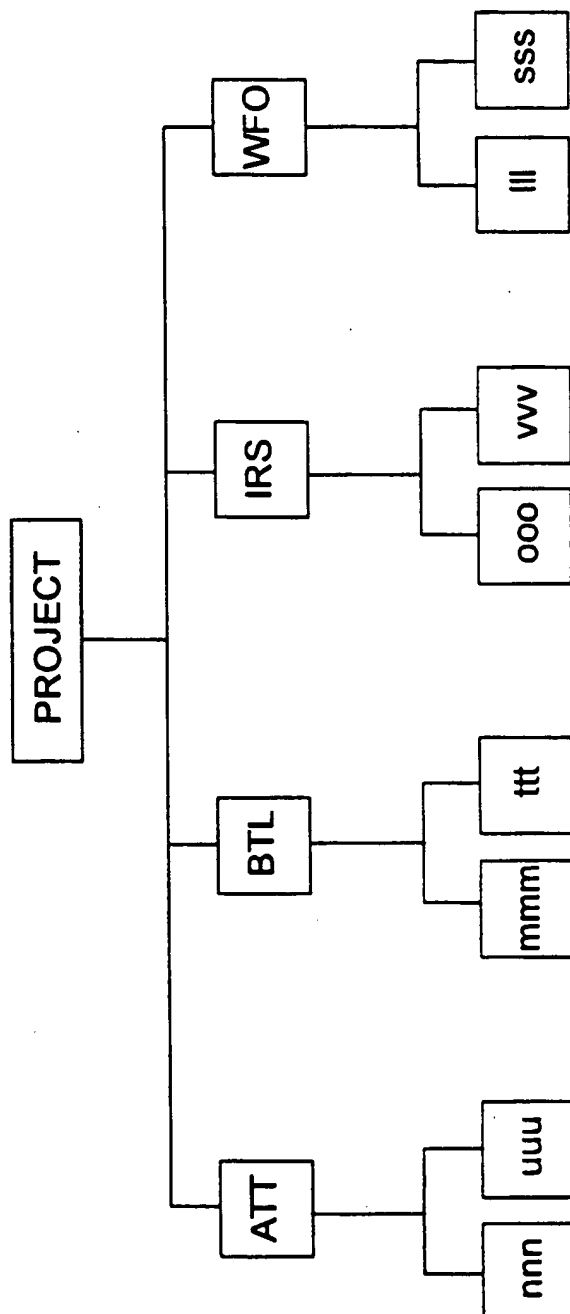 PROJECT
ATT
BTL
IRS
WFO
nnn
uuu
mmm
ttt
ooo
vvv
lll
sss